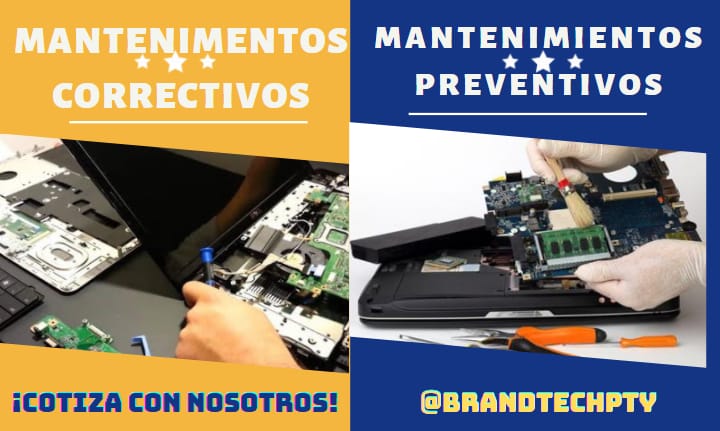 MANTENIMENTOS
CORRECTIVOS
¡COTIZA CON NOSOTROS!
MANTENIMIENTOS
PREVENTIVOS
@BRANDTECHPTY